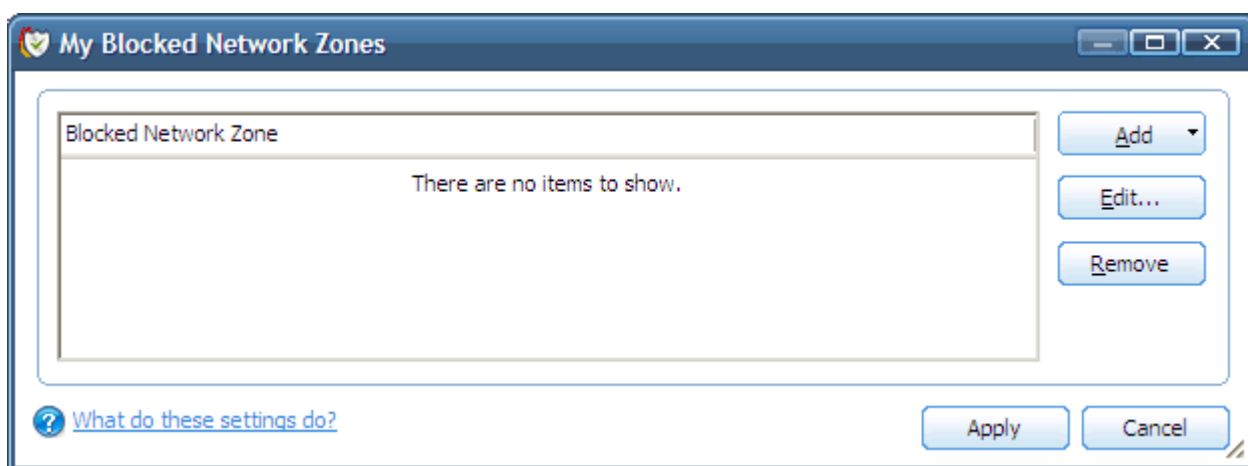 My Blocked Network Zones
Blocked Network Zone
Add
There are no items to show.
Edit...
Remove
What do these settings do?
Apply
Cancel